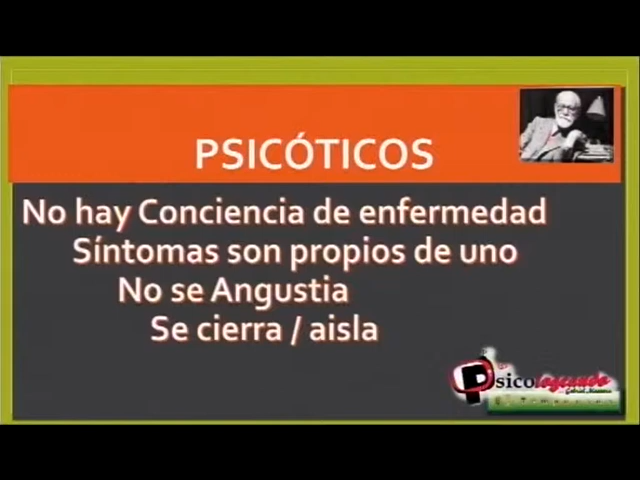 PSICÓTICOS
No hay Conciencia de enfermedad
Síntomas son propios de uno
No se Angustia
Se cierra / aisla